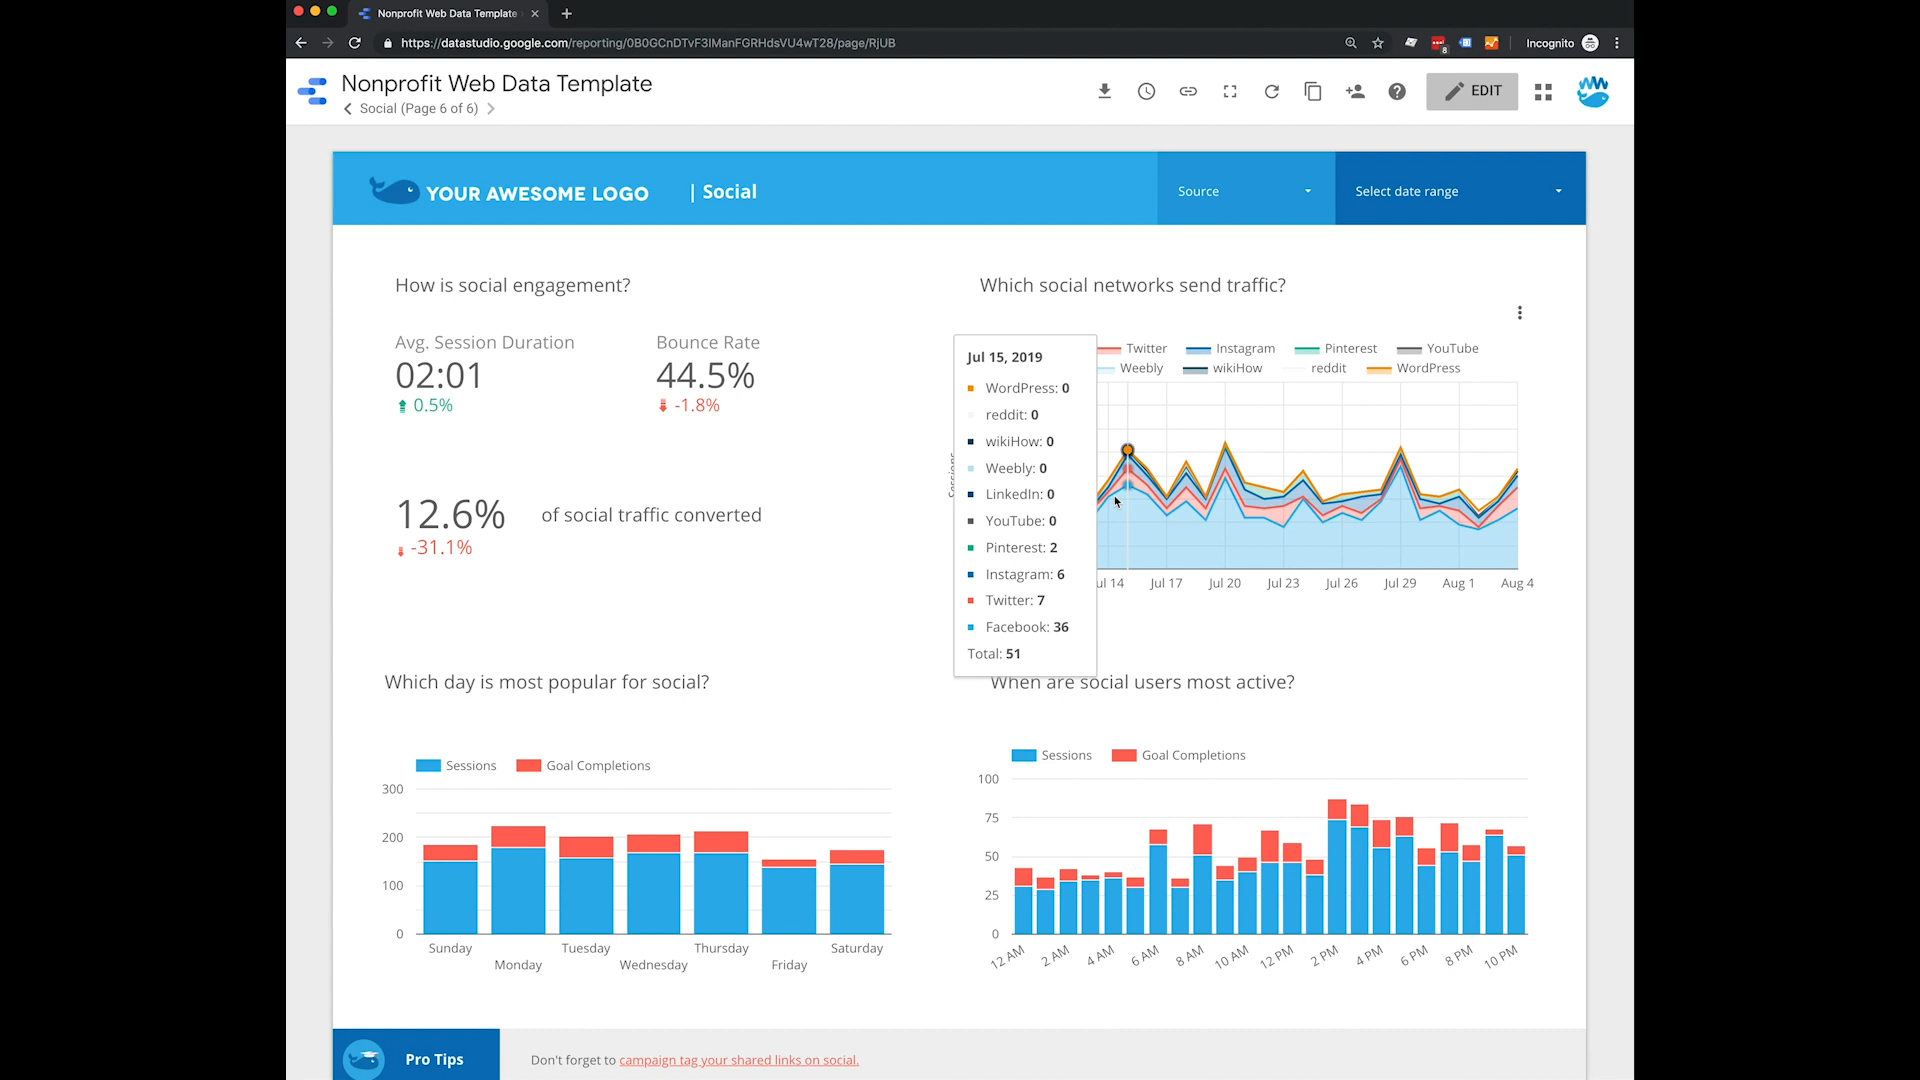 Nonprofit Web Data Template
https://datastudio.google.com/reporting/0B0GCnDTvF3IManFGRHdsVU4wT28/page/RjUB
8
Incognito
Nonprofit Web Data Template
Social (Page 6 of 6)
EDIT
YOUR AWESOME LOGO | Social
Source
Select date range
How is social engagement?
Avg. Session Duration
02:01
0.5%
Bounce Rate
44.5%
-1.8%
12.6%
of social traffic converted
-31.1%
Which social networks send traffic?
Twitter Instagram Pinterest YouTube
Weebly wikiHow reddit WordPress
Jul 15, 2019
WordPress: 0
reddit: 0
wikiHow: 0
Weebly: 0
LinkedIn: 0
YouTube: 0
Pinterest: 2
Instagram: 6
Twitter: 7
Facebook: 36
Total: 51
ul 14 Jul 17 Jul 20 Jul 23 Jul 26 Jul 29 Aug 1 Aug 4
Which day is most popular for social?
Sessions Goal Completions
300
200
100
0
Sunday Tuesday Thursday Saturday
Monday Wednesday Friday
When are social users most active?
Sessions Goal Completions
100
75
50
25
0
12 AM 2 AM 4 AM 6 AM 8 AM 10 AM 12 PM 2 PM 4 PM 6 PM 8 PM 10 PM
Pro Tips
Don't forget to campaign tag your shared links on social.